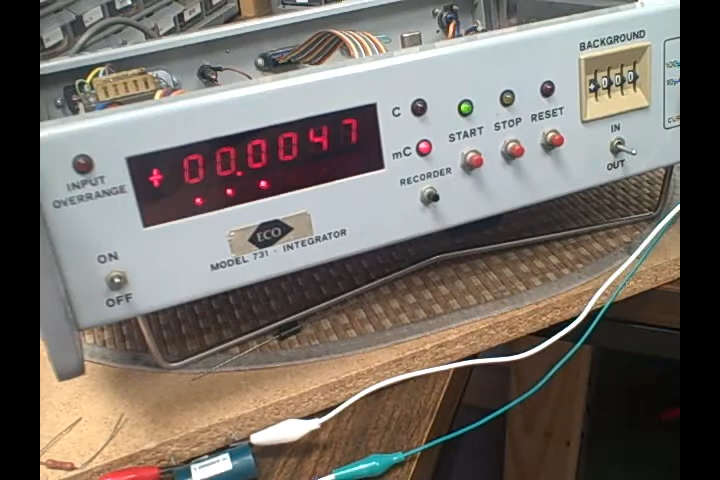 BACKGROUND
+000
C
START
STOP
RESET
mC
RECORDER
IN
OUT
+00.0047
INPUT
OVERRANGE
ECO
MODEL 731 - INTEGRATOR
ON
OFF